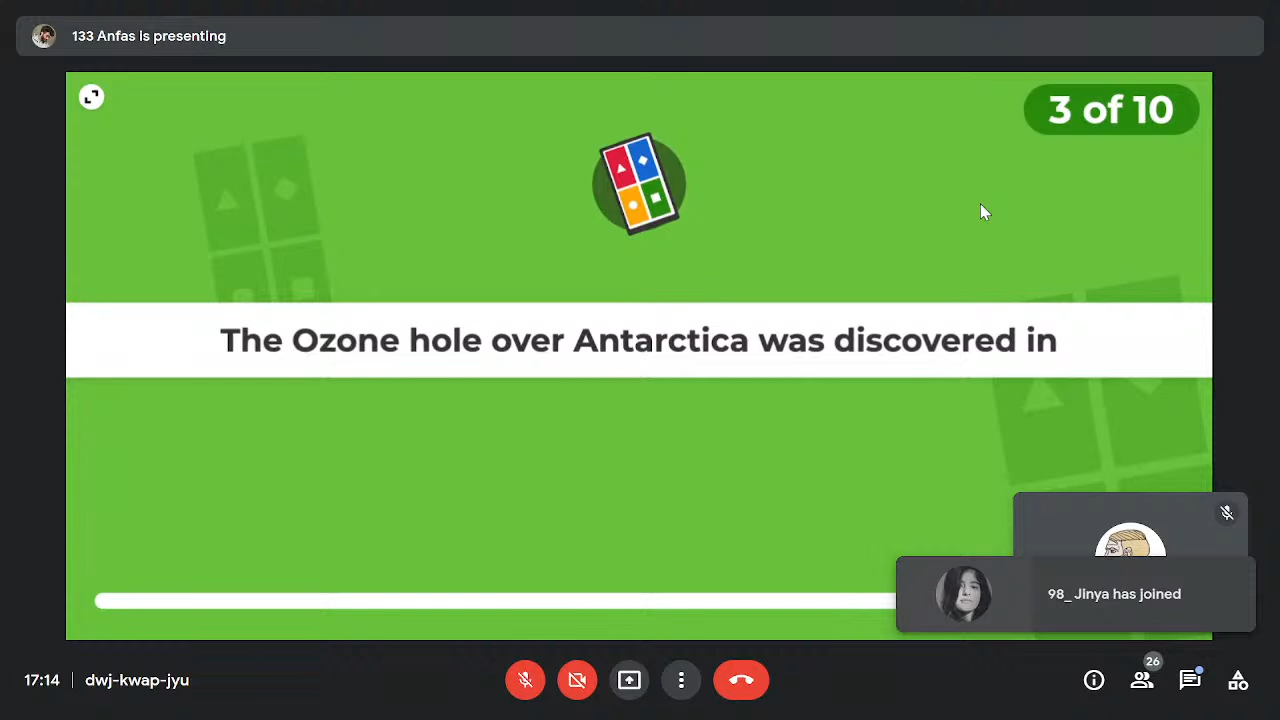 133 Anfas is presenting
3 of 10
The Ozone hole over Antarctica was discovered in
98_ Jinya has joined
26
17:14 | dwj-kwap-jyu